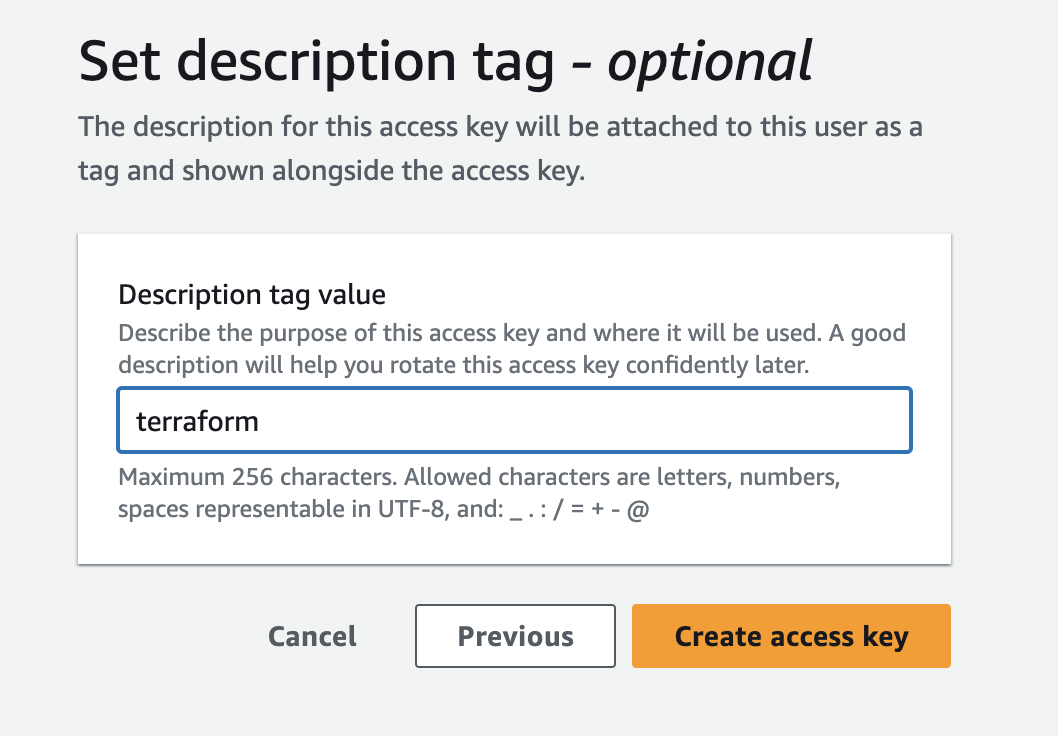 Set description tag - optional
The description for this access key will be attached to this user as a
tag and shown alongside the access key.
Description tag value
Describe the purpose of this access key and where it will be used. A good
description will help you rotate this access key confidently later.
terraform
Maximum 256 characters. Allowed characters are letters, numbers,
spaces representable in UTF-8, and: _ . : / = + - @
Cancel
Previous
Create access key